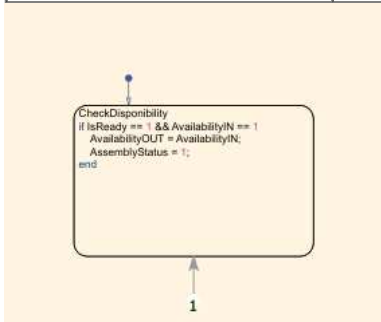 CheckDisponibility
if IsReady == 1 && AvailabilityIN == 1
AvailabilityOUT = AvailabilityIN;
AssemblyStatus = 1;
end
1